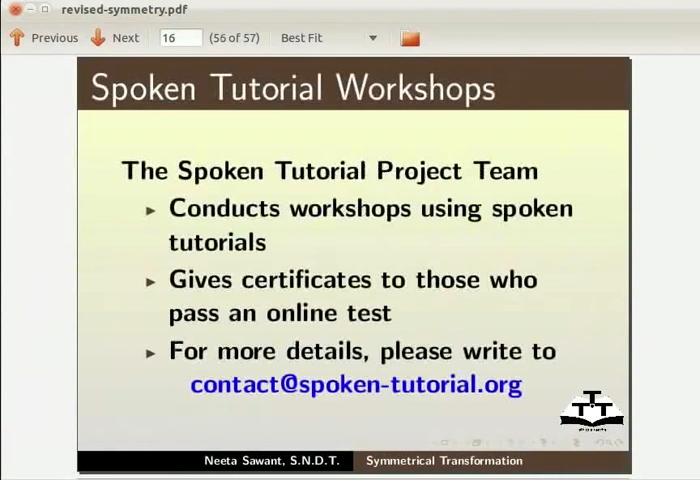 revised-symmetry.pdf
Previous Next 16 (56 of 57) Best Fit
Spoken Tutorial Workshops
The Spoken Tutorial Project Team
Conducts workshops using spoken
tutorials
Gives certificates to those who
pass an online test
For more details, please write to
contact@spoken-tutorial.org
Neeta Sawant, S.N.D.T. Symmetrical Transformation